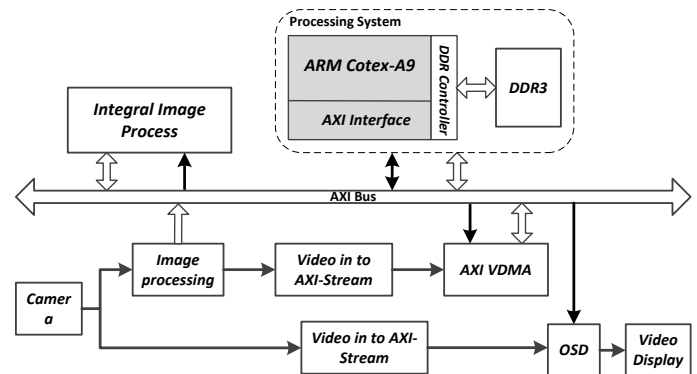 Processing System
ARM Cotex-A9
AXI Interface
DDR Controller
DDR3
Integral Image
Process
AXI Bus
Image
processing
Video in to
AXI-Stream
AXI VDMA
Camer
a
Video in to AXI-
Stream
OSD
Video
Display